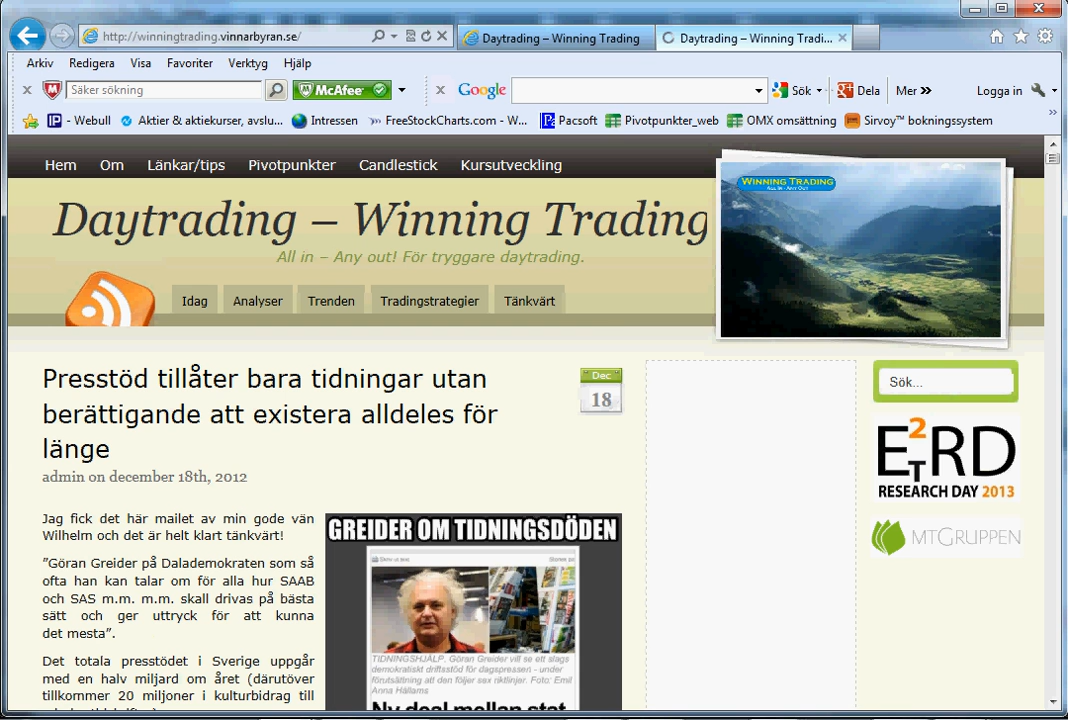 http://winningtrading.vinnarbyran.se/
Daytrading – Winning Trading
Daytrading – Winning Tradi...
Arkiv Redigera Visa Favoriter Verktyg Hjälp
Säker sökning
McAfee
Google
Sök
Dela
Mer »
Logga in
- Webull
Aktier & aktiekurser, avslu...
Intressen
FreeStockCharts.com - W...
Pacsoft
Pivotpunkter_web
OMX omsättning
Sirvoy™ bokningssystem
Hem Om Länkar/tips Pivotpunkter Candlestick Kursutveckling
WINNING TRADING
ALL IN - ANY OUT
Daytrading – Winning Trading
All in – Any out! För tryggare daytrading.
Idag Analyser Trenden Tradingstrategier Tänkvärt
Presstöd tillåter bara tidningar utan
berättigande att existera alldeles för
länge
Dec
18
admin on december 18th, 2012
Sök...
E2TRD
RESEARCH DAY 2013
MTGRUPPEN
Jag fick det här mailet av min gode vän
Wilhelm och det är helt klart tänkvärt!
”Göran Greider på Dalademokraten som så
ofta han kan talar om för alla hur SAAB
och SAS m.m. m.m. skall drivas på bästa
sätt och ger uttryck för att kunna
det mesta”.
Det totala presstödet i Sverige uppgår
med en halv miljard om året (därutöver
tillkommer 20 miljoner i kulturbidrag till
GREIDER OM TIDNINGSDÖDEN
TIDNINGSHJÄLP. Göran Greider vill se ett slags
demokratiskt driftsstöd för dagspressen - under
förutsättning att den följer sex riktlinjer. Foto: Emil
Anna Hållams
Ny deal mellan stat